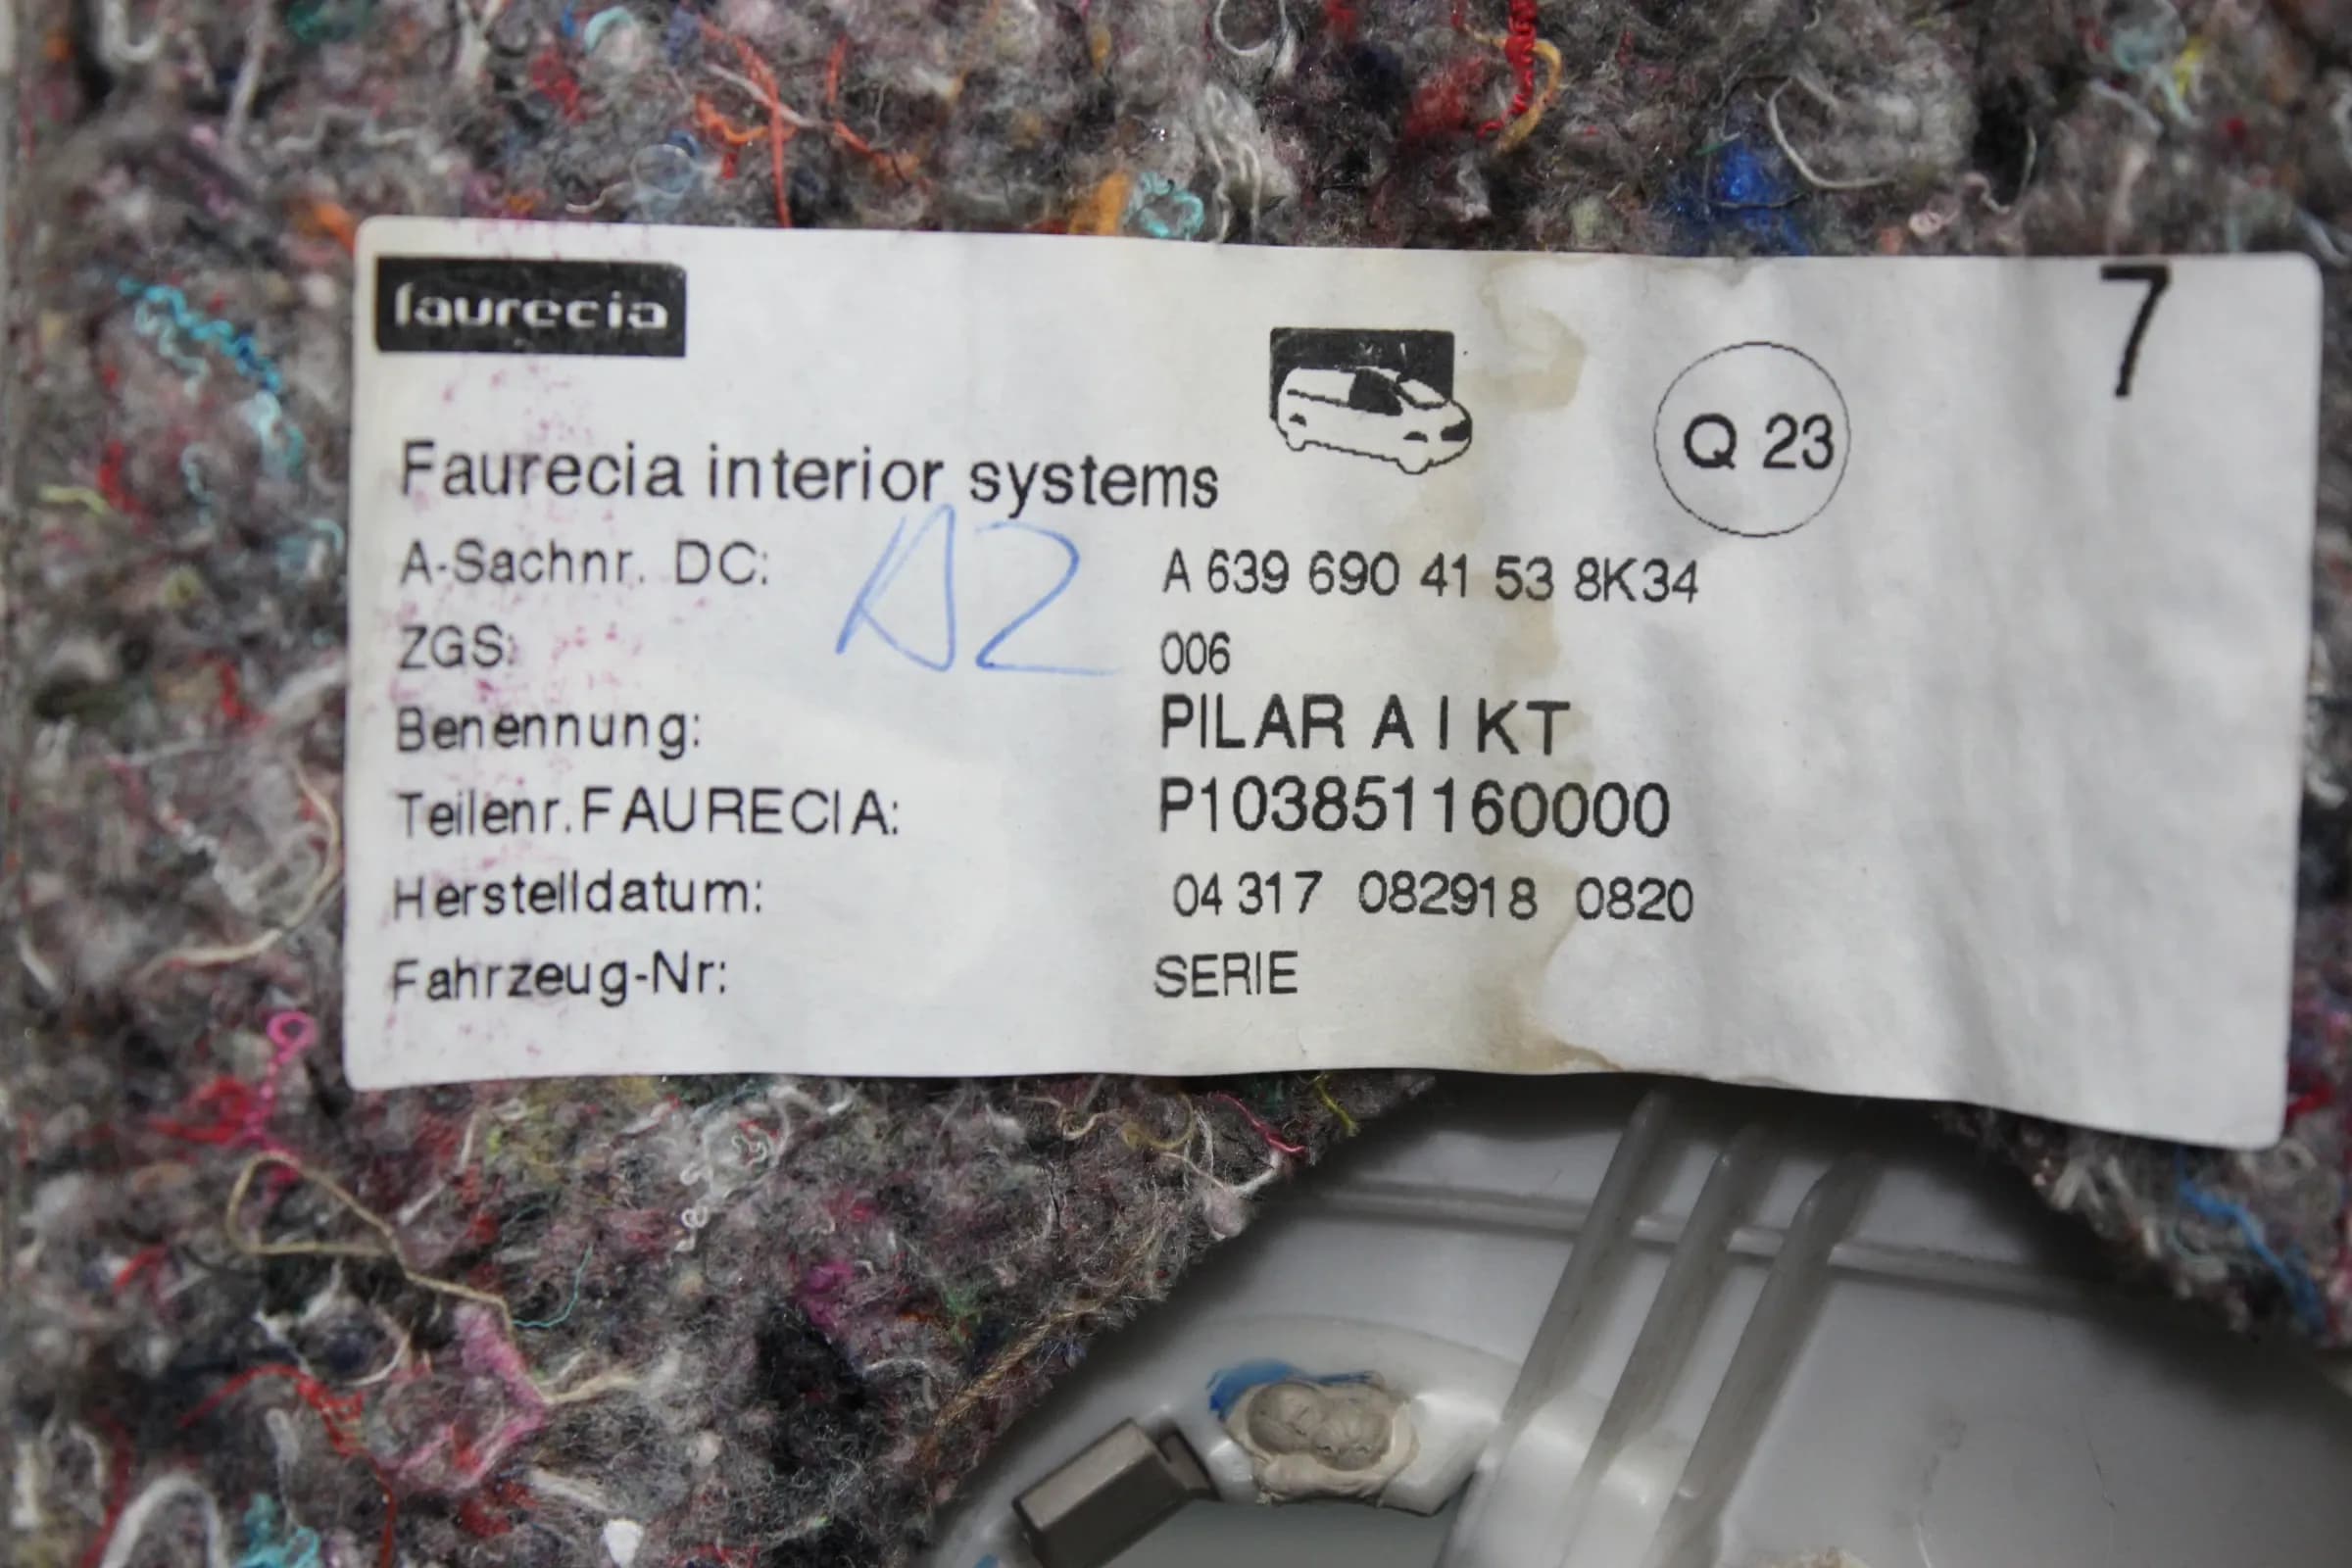 faurecia
7
Q 23
Faurecia interior systems
A-Sachnr. DC: A 639 690 41 53 8K34
A2
ZGS: 006
Benennung: PILAR A I KT
Teilenr.FAURECIA: P103851160000
Herstelldatum: 04 317 082918 0820
Fahrzeug-Nr: SERIE